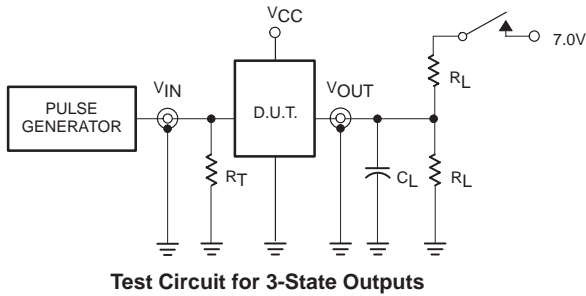 VCC
7.0V
RL
VIN
VOUT
PULSE
GENERATOR
D.U.T.
RT
CL
RL
Test Circuit for 3-State Outputs